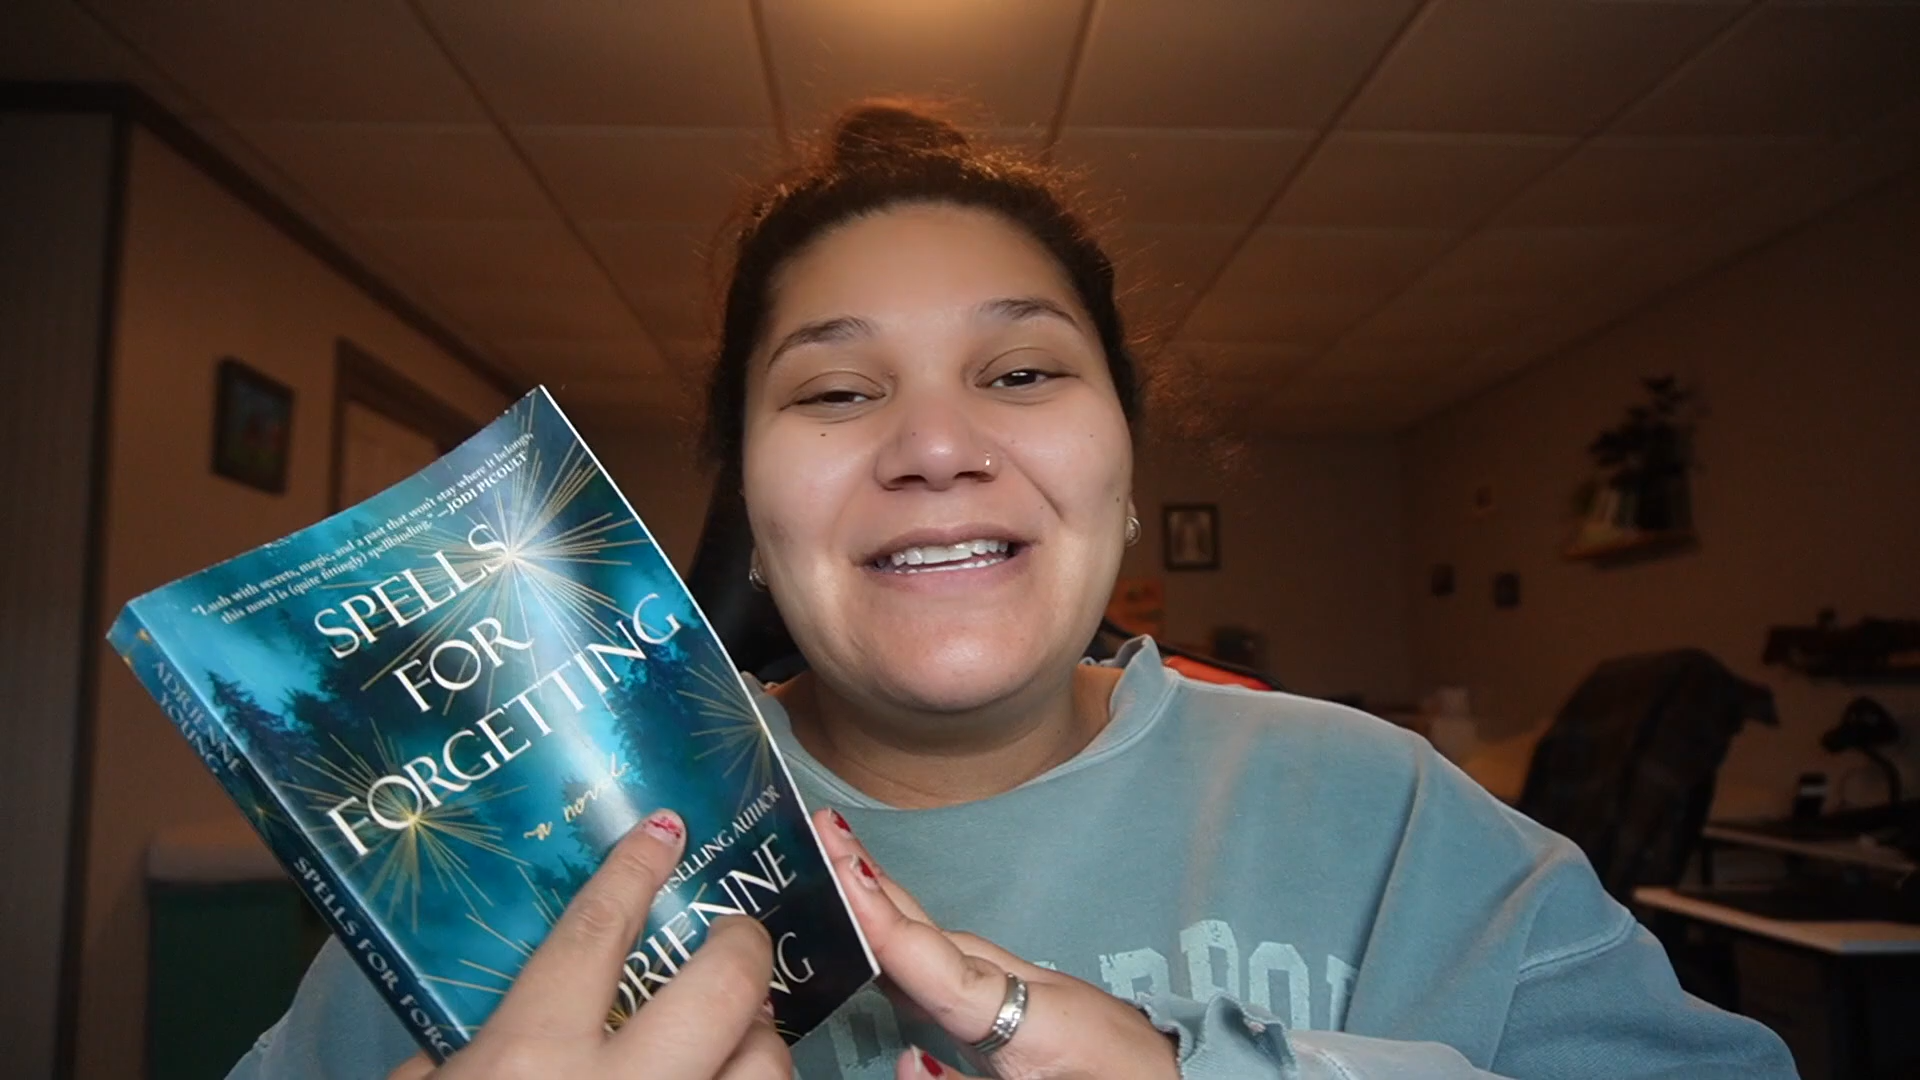 "Lush with secrets, magic, and a past that won't stay where it belongs,
this novel is (quite fittingly) spellbinding." —JODI PICOULT
SPELLS
FOR
FORGETTING
a novel
SELLING AUTHOR
RIENNE
NG
ADRIENNE
YOUNG
SPELLS FOR FORG